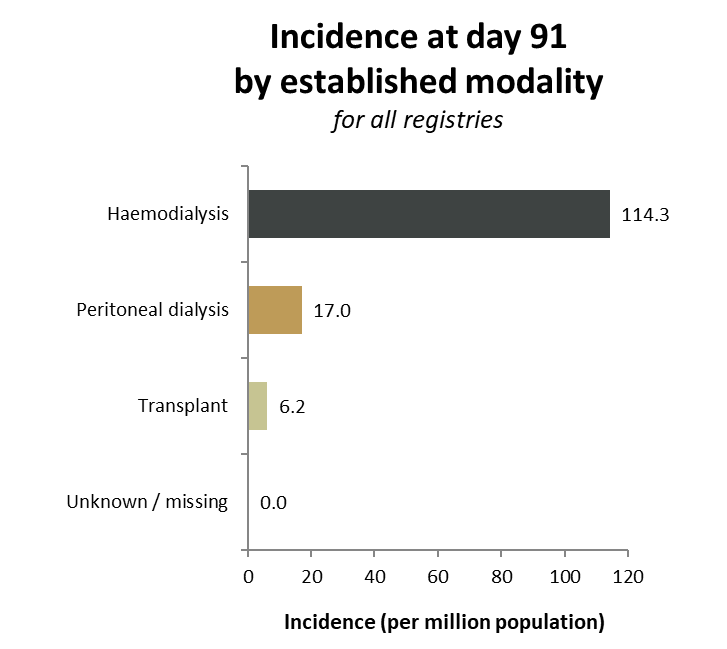 Incidence at day 91
by established modality
for all registries
Haemodialysis
114.3
Peritoneal dialysis
17.0
Transplant
6.2
Unknown / missing
0.0
0 20 40 60 80 100 120
Incidence (per million population)